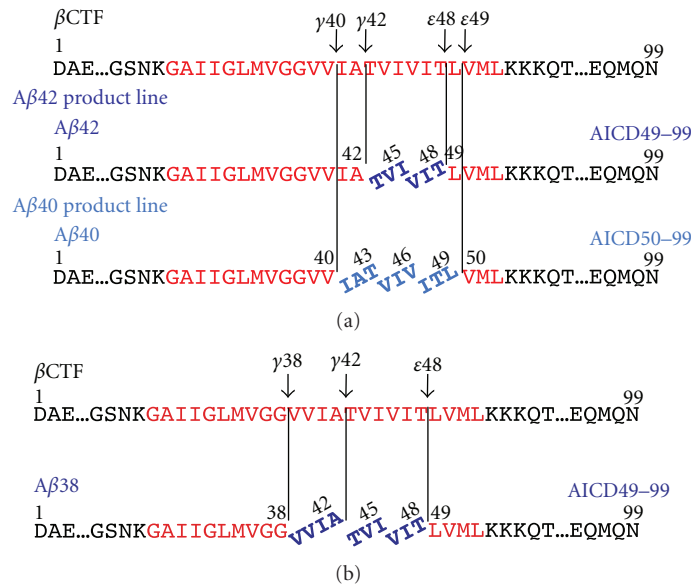 βCTF γ40 γ42 ε48 ε49
1 99
DAE...GSNKGAIIGLMVGGVVIATVIVITLVMLKKKQT...EQMQN
Aβ42 product line
Aβ42 AICD49–99
1 42 45 48 49 99
DAE...GSNKGAIIGLMVGGVVIA TVI VIT LVMLKKKQT...EQMQN
Aβ40 product line
Aβ40 AICD50–99
1 40 43 46 49 50 99
DAE...GSNKGAIIGLMVGGVV IAT VIV ITL VMLKKKQT...EQMQN
(a)
γ38 γ42 ε48
βCTF
1 99
DAE...GSNKGAIIGLMVGGVVIATVIVITLVMLKKKQT...EQMQN
Aβ38 AICD49–99
1 38 42 45 48 49 99
DAE...GSNKGAIIGLMVGG VVIA TVI VIT LVMLKKKQT...EQMQN
(b)